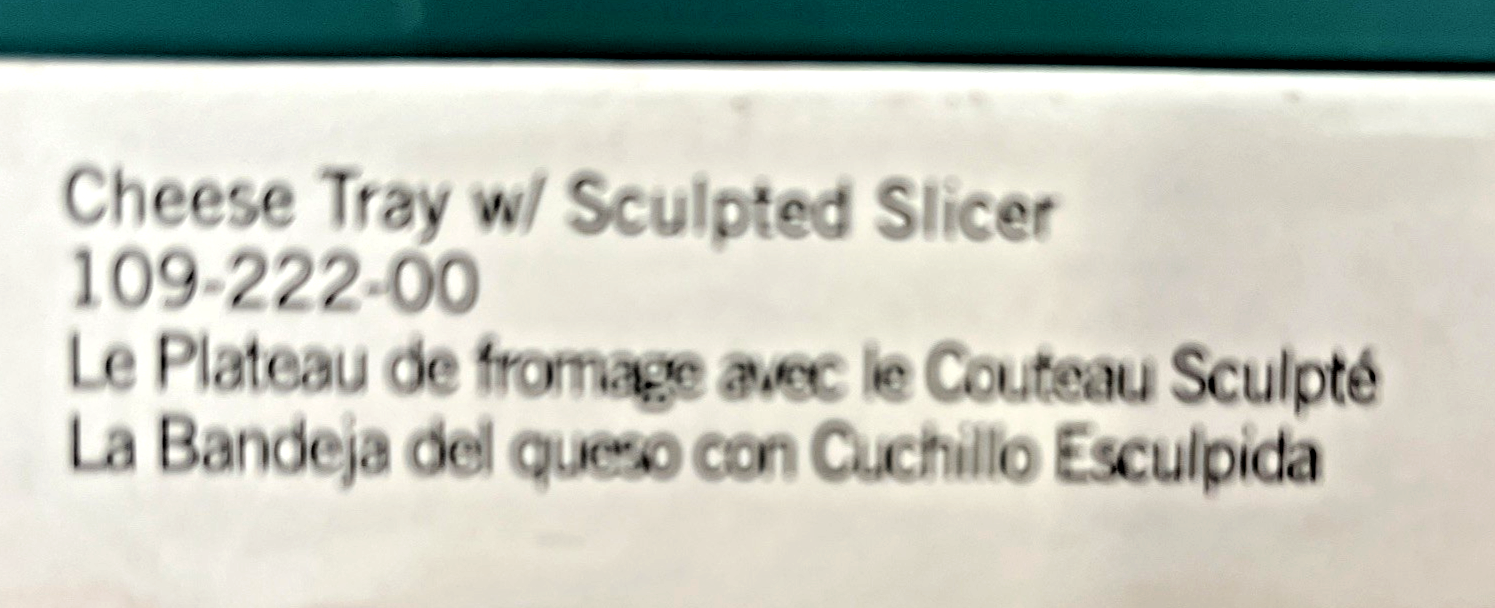 Cheese Tray w/ Sculpted Slicer
109-222-00
Le Plateau de fromage avec le Couteau Sculpté
La Bandeja del queso con Cuchillo Esculpida